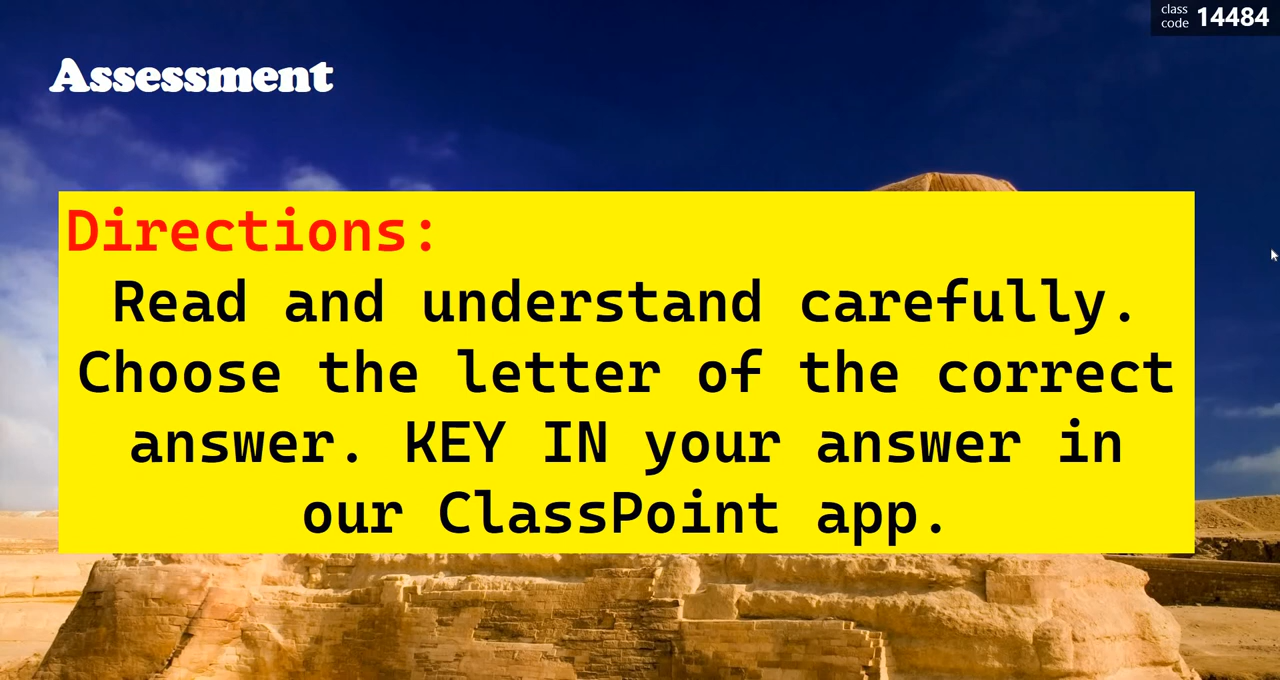 class
code 14484
Assessment
Directions:
Read and understand carefully.
Choose the letter of the correct
answer. KEY IN your answer in
our ClassPoint app.